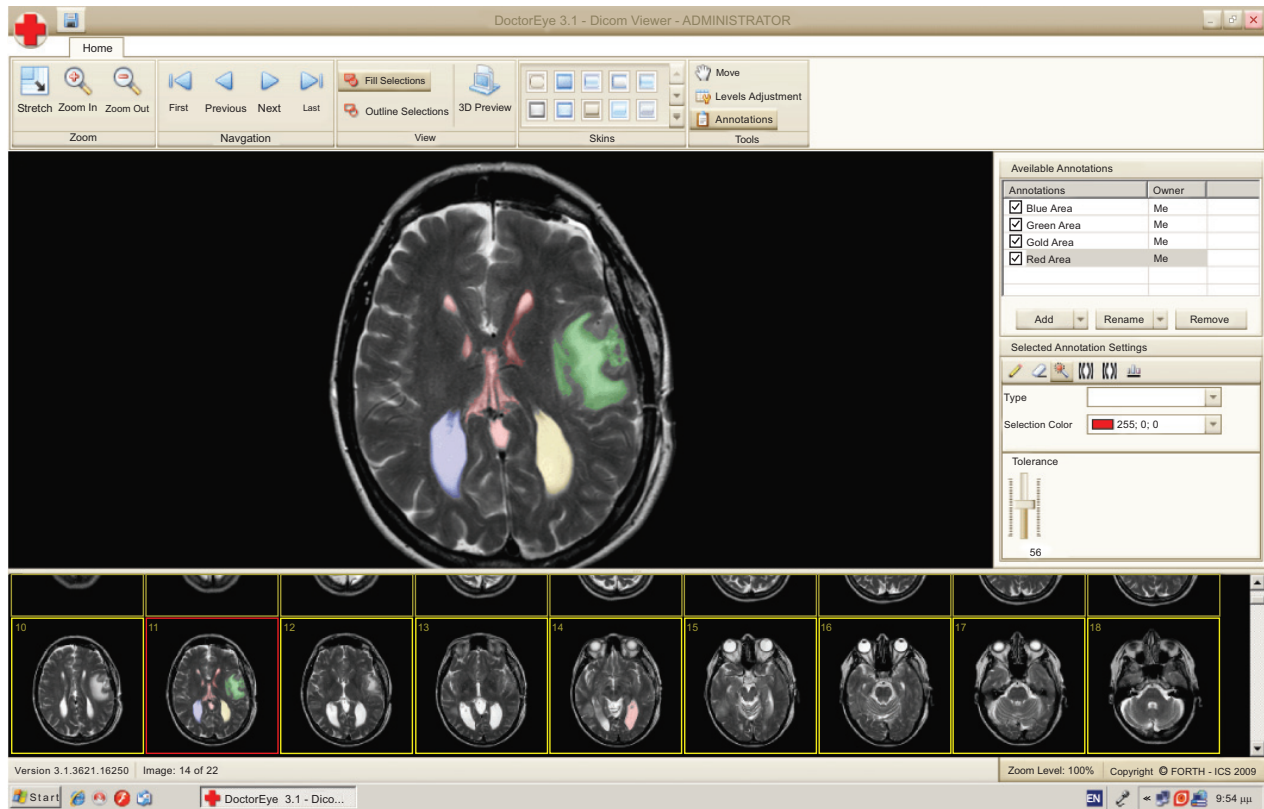 DoctorEye 3.1 - Dicom Viewer - ADMINISTRATOR
Home
Stretch Zoom In Zoom Out
Zoom
First Previous Next Last
Navgation
Fill Selections
Outline Selections
3D Preview
View
Skins
Move
Levels Adjustment
Annotations
Tools
Available Annotations
Annotations Owner
Blue Area Me
Green Area Me
Gold Area Me
Red Area Me
Add Rename Remove
Selected Annotation Settings
Type
Selection Color 255; 0; 0
Tolerance
56
10 11 12 13 14 15 16 17 18
Version 3.1.3621.16250 Image: 14 of 22 Zoom Level: 100% Copyright © FORTH - ICS 2009
Start DoctorEye 3.1 - Dico... EN « 9:54 μμ